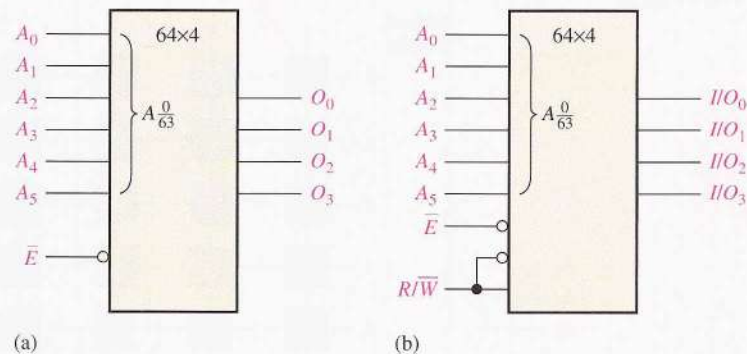 64×4
A₀
A₁
A₂
A₃
A₄
A₅
A 0/63
O₀
O₁
O₂
O₃
E̅
(a)
64×4
A₀
A₁
A₂
A₃
A₄
A₅
A 0/63
I/O₀
I/O₁
I/O₂
I/O₃
E̅
R/W̅
(b)